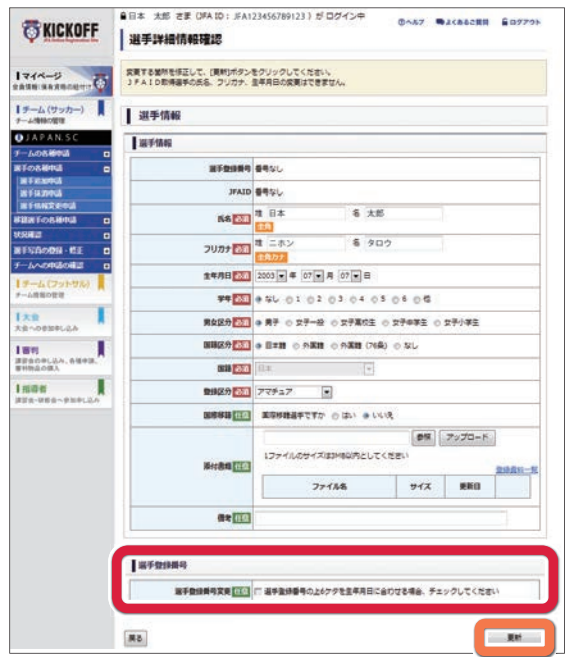 KICKOFF
日本 太郎 さま (JFA ID: JFA123456789123) が ログイン中
ヘルプ よくあるご質問 ログアウト
選手詳細情報確認
変更する箇所を修正して、[更新]ボタンをクリックしてください。
JFAID取得選手の氏名、フリガナ、生年月日の変更はできません。
マイページ
チーム (サッカー)
チーム情報の管理
JAPAN.SC
チームの各種申請
選手の各種申請
選手追加申請
選手抹消申請
選手情報変更申請
移籍選手の各種申請
状況確認
選手写真の登録・修正
チームへの申請の確認
チーム (フットサル)
チーム情報の管理
大会
大会への参加申し込み
審判
指導者
選手情報
選手情報
選手登録番号 番号なし
JFAID 番号なし
氏名 必須 姓 日本 名 太郎
全角
フリガナ 必須 姓 ニホン 名 タロウ
全角カナ
生年月日 必須 2003 年 07 月 07 日
学年 必須 なし 1 2 3 4 5 6 他
男女区分 必須 男子 女子一般 女子高校生 女子中学生 女子小学生
国籍区分 必須 日本籍 外国籍 外国籍 (76条) なし
国籍 必須 日本
登録区分 必須 アマチュア
国際移籍 任意 国際移籍選手ですか はい いいえ
参照 アップロード
添付書類 任意 1ファイルのサイズは3MB以内としてください
登録資料一覧
ファイル名 サイズ 更新日
備考 任意
選手登録番号
選手登録番号変更 任意 選手登録番号の上6ケタを生年月日に合わせる場合、チェックしてください
戻る 更新